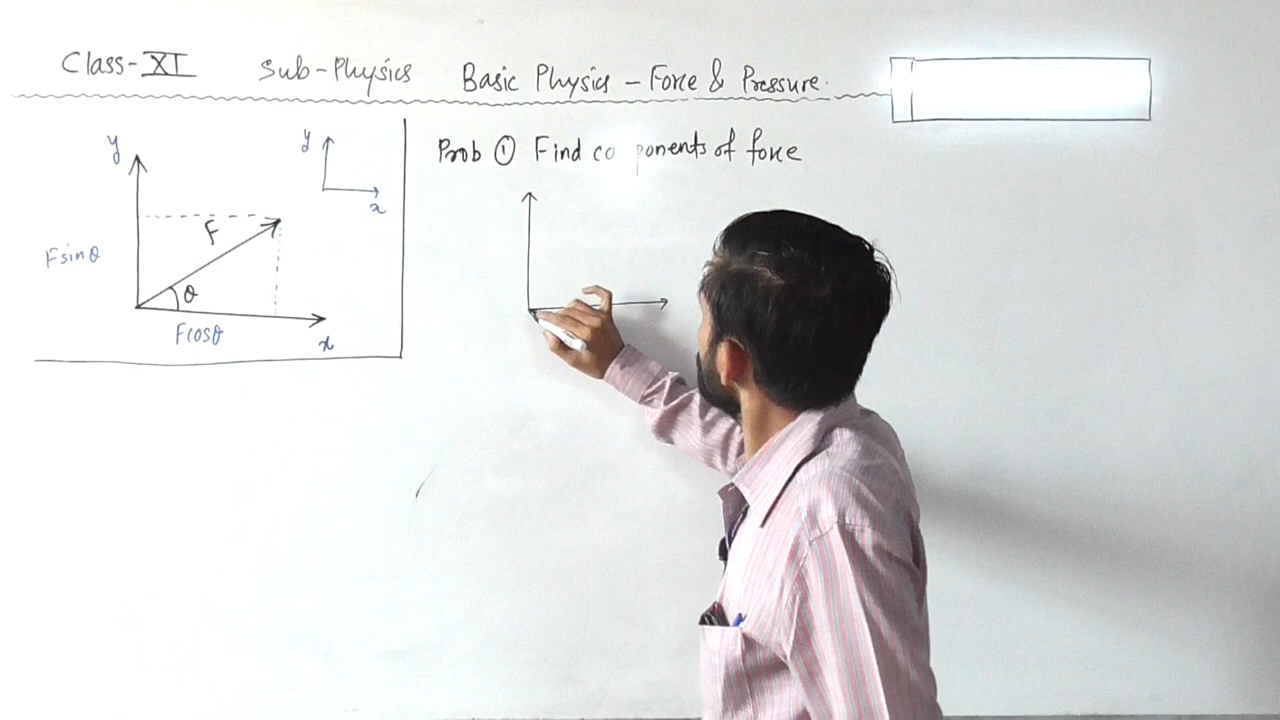 Class-XI Sub-Physics Basic Physics - Force & Pressure.
y
F
Fsinθ
θ
Fcosθ
x
y
x
Prob ① Find co ponents of force